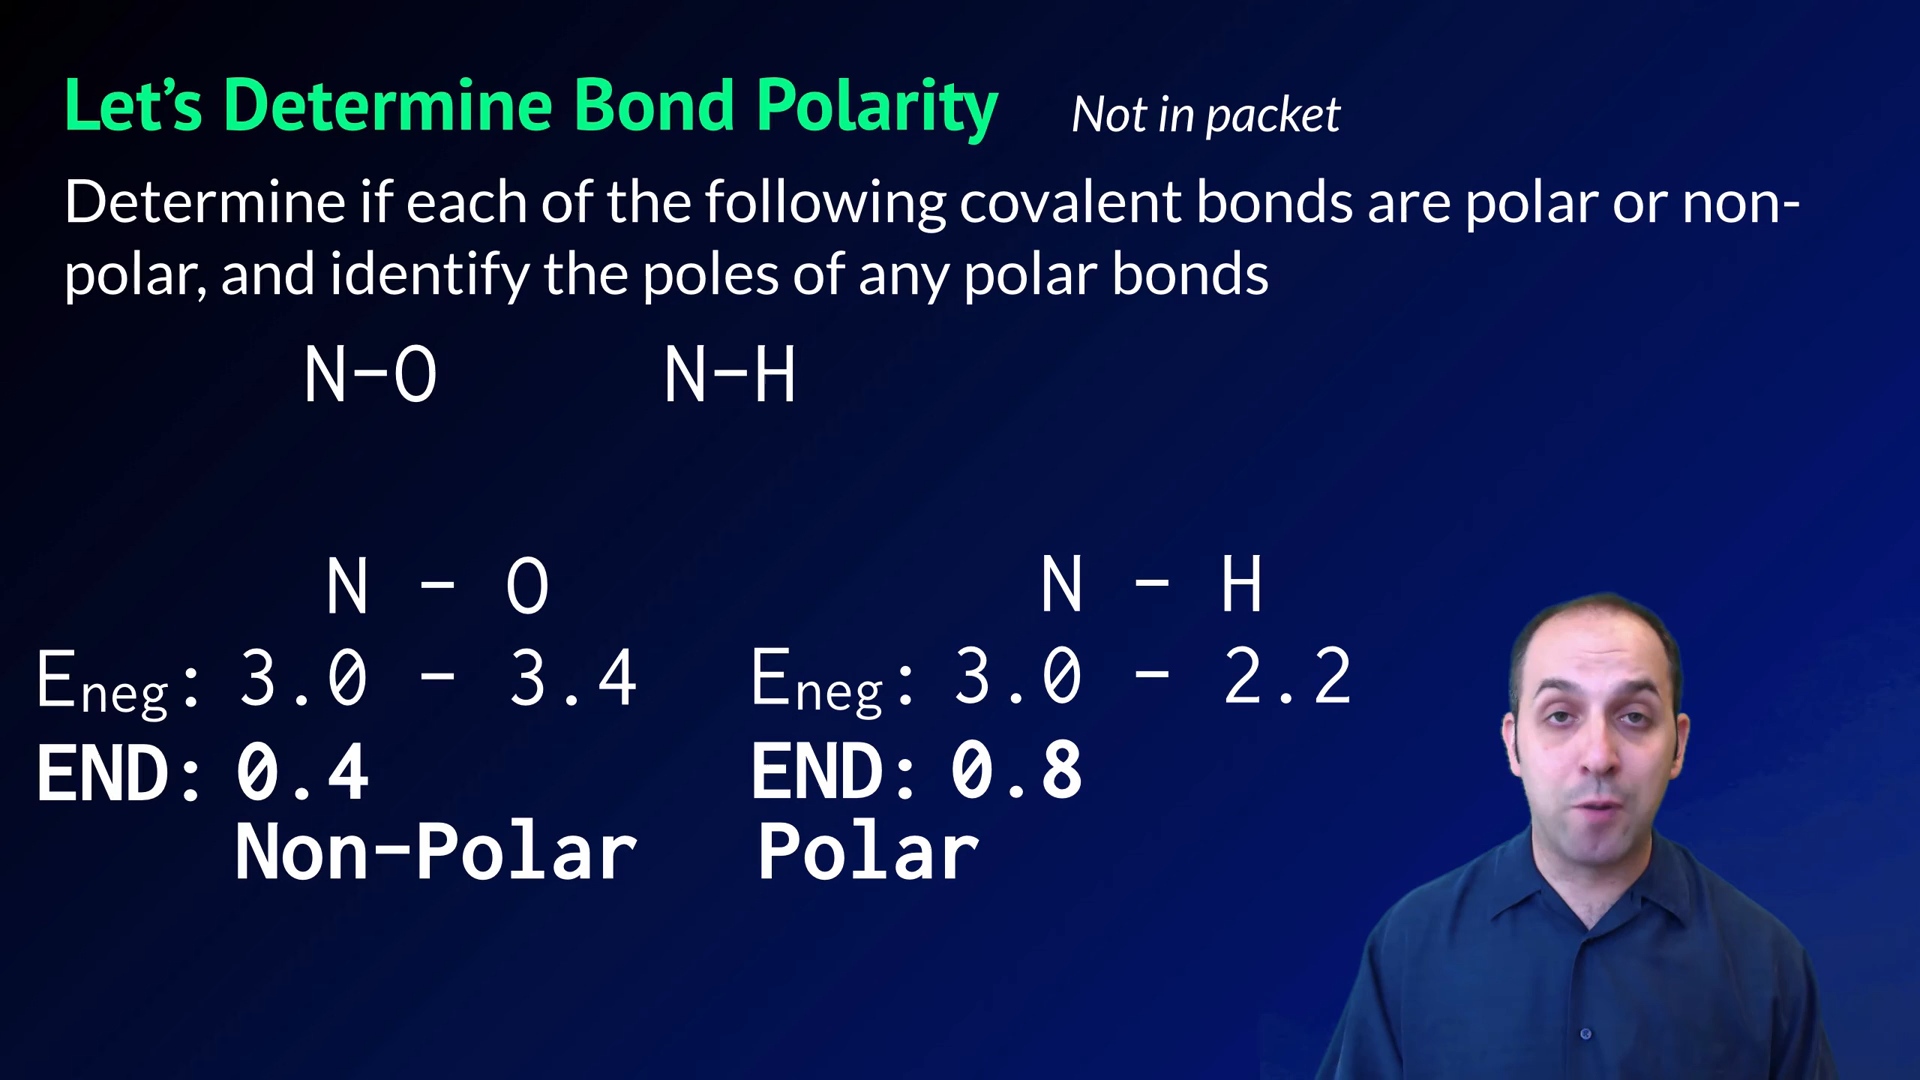 Let’s Determine Bond Polarity Not in packet
Determine if each of the following covalent bonds are polar or non-
polar, and identify the poles of any polar bonds
N-O N-H
N - O
Eneg: 3.0 - 3.4
END: 0.4
Non-Polar
N - H
Eneg: 3.0 - 2.2
END: 0.8
Polar